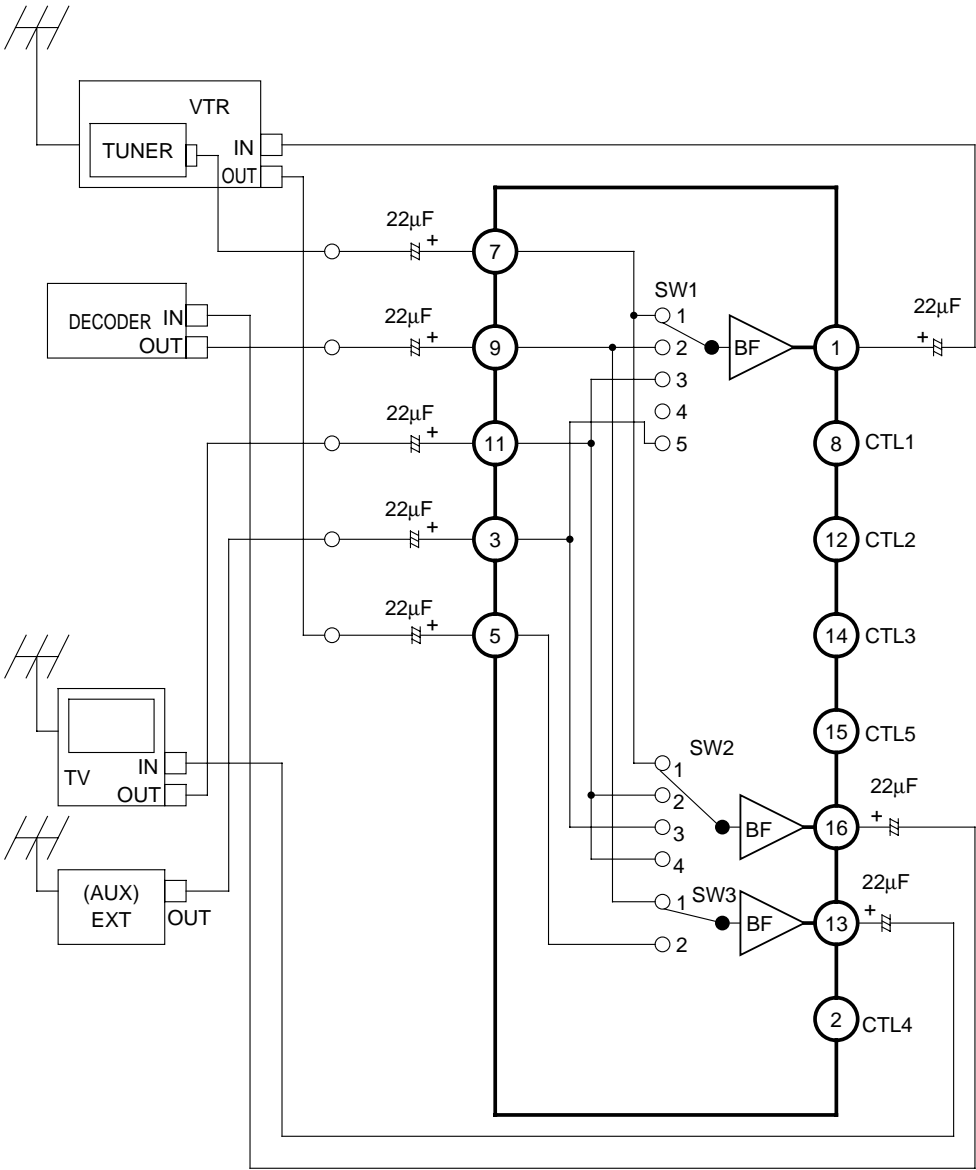 VTR
TUNER
IN
OUT
22µF
+
7
SW1
1
DECODER
IN
OUT
22µF
+
9
2
BF
1
22µF
+
3
4
5
22µF
+
11
8
CTL1
22µF
+
3
12
CTL2
22µF
+
5
14
CTL3
15
CTL5
TV
IN
OUT
SW2
1
2
3
4
BF
16
22µF
+
(AUX)
EXT
OUT
SW3
1
2
BF
13
22µF
+
2
CTL4